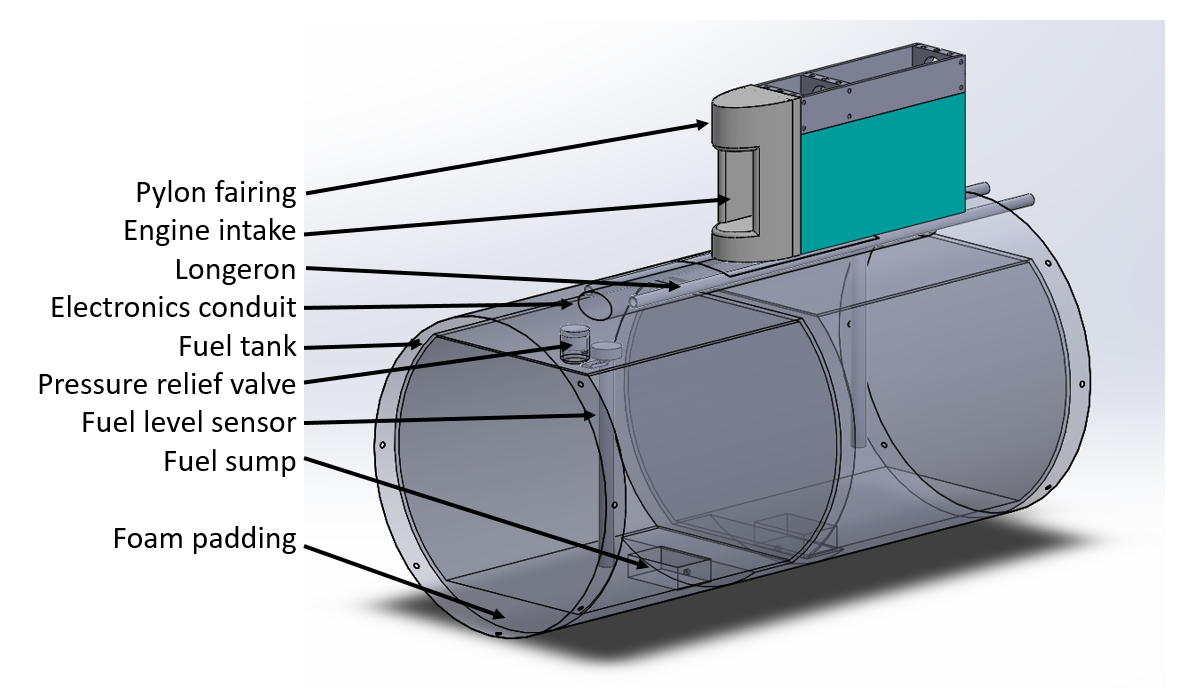 Pylon fairing
Engine intake
Longeron
Electronics conduit
Fuel tank
Pressure relief valve
Fuel level sensor
Fuel sump
Foam padding